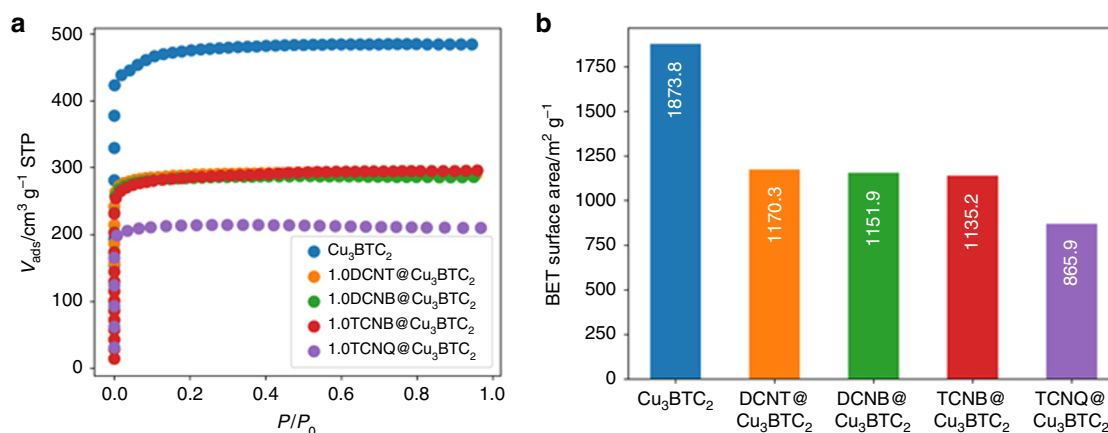 a
500
400
300
200
100
0
V_ads/cm³ g⁻¹ STP
0.0 0.2 0.4 0.6 0.8 1.0
P/P₀
Cu₃BTC₂
1.0DCNT@Cu₃BTC₂
1.0DCNB@Cu₃BTC₂
1.0TCNB@Cu₃BTC₂
1.0TCNQ@Cu₃BTC₂
b
1750
1500
1250
1000
750
500
250
0
BET surface area/m² g⁻¹
1873.8
1170.3
1151.9
1135.2
865.9
Cu₃BTC₂ DCNT@ DCNB@ TCNB@ TCNQ@
Cu₃BTC₂ Cu₃BTC₂ Cu₃BTC₂ Cu₃BTC₂